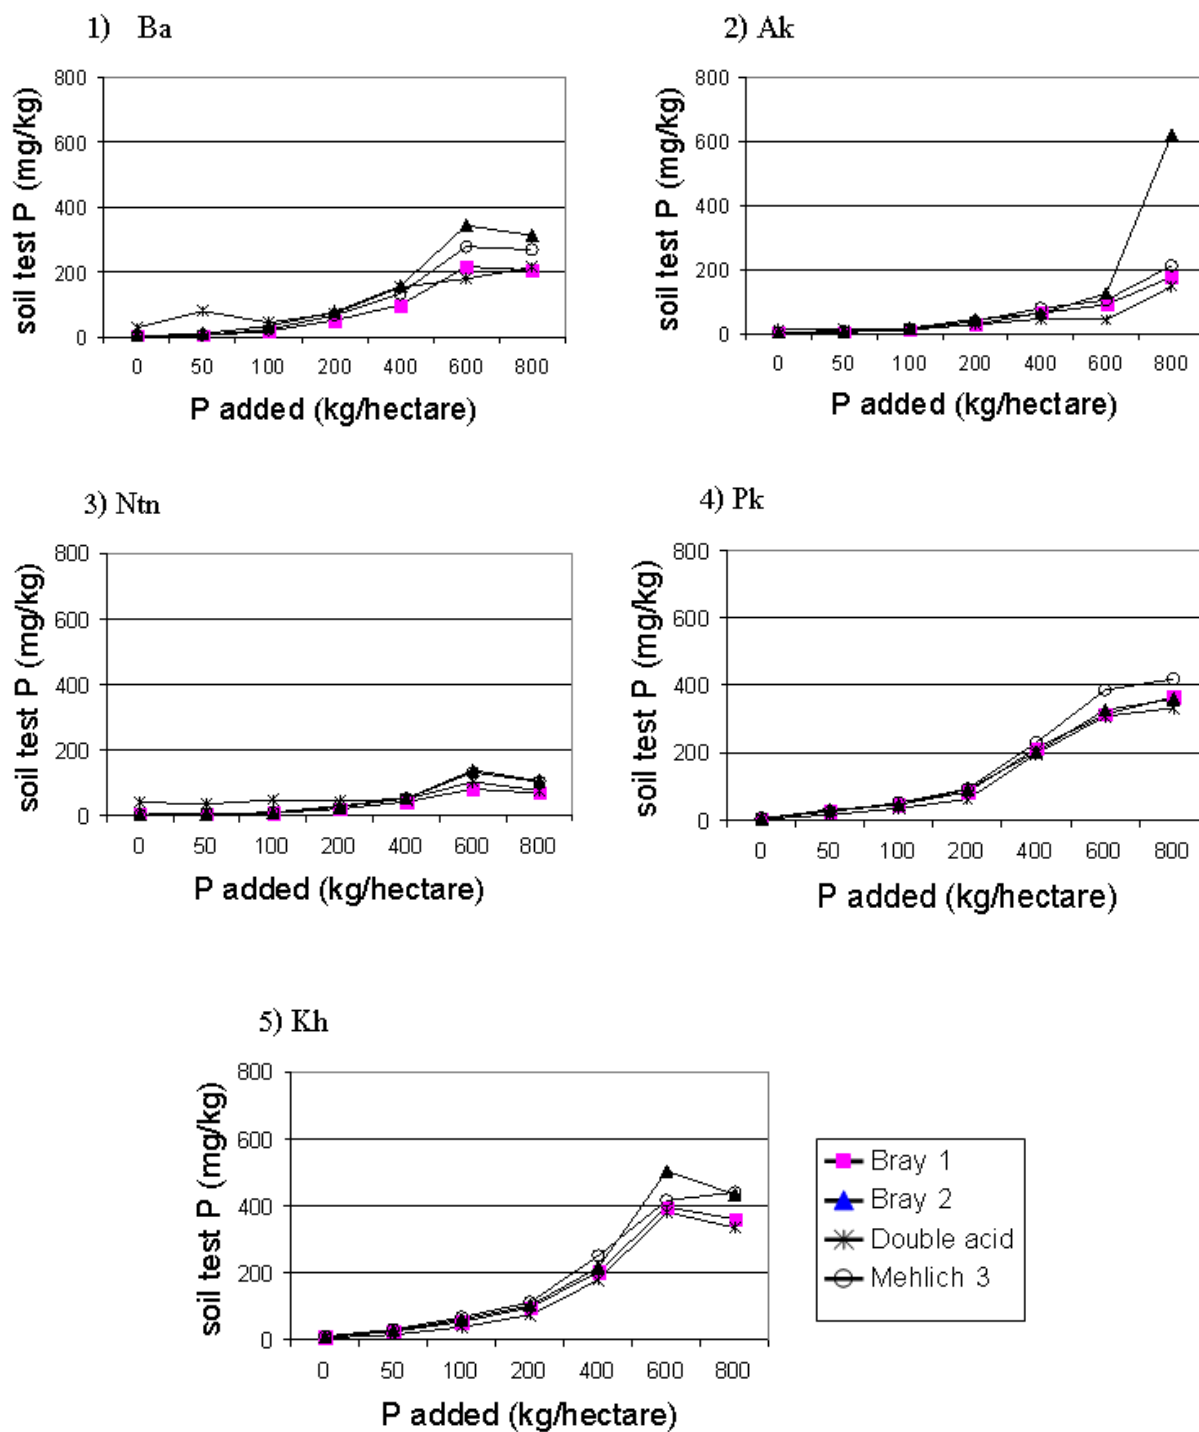 1) Ba
800
600
400
200
0
soil test P (mg/kg)
0 50 100 200 400 600 800
P added (kg/hectare)
2) Ak
800
600
400
200
0
soil test P (mg/kg)
0 50 100 200 400 600 800
P added (kg/hectare)
3) Ntn
800
600
400
200
0
soil test P (mg/kg)
0 50 100 200 400 600 800
P added (kg/hectare)
4) Pk
800
600
400
200
0
soil test P (mg/kg)
0 50 100 200 400 600 800
P added (kg/hectare)
5) Kh
800
600
400
200
0
soil test P (mg/kg)
0 50 100 200 400 600 800
P added (kg/hectare)
Bray 1
Bray 2
Double acid
Mehlich 3